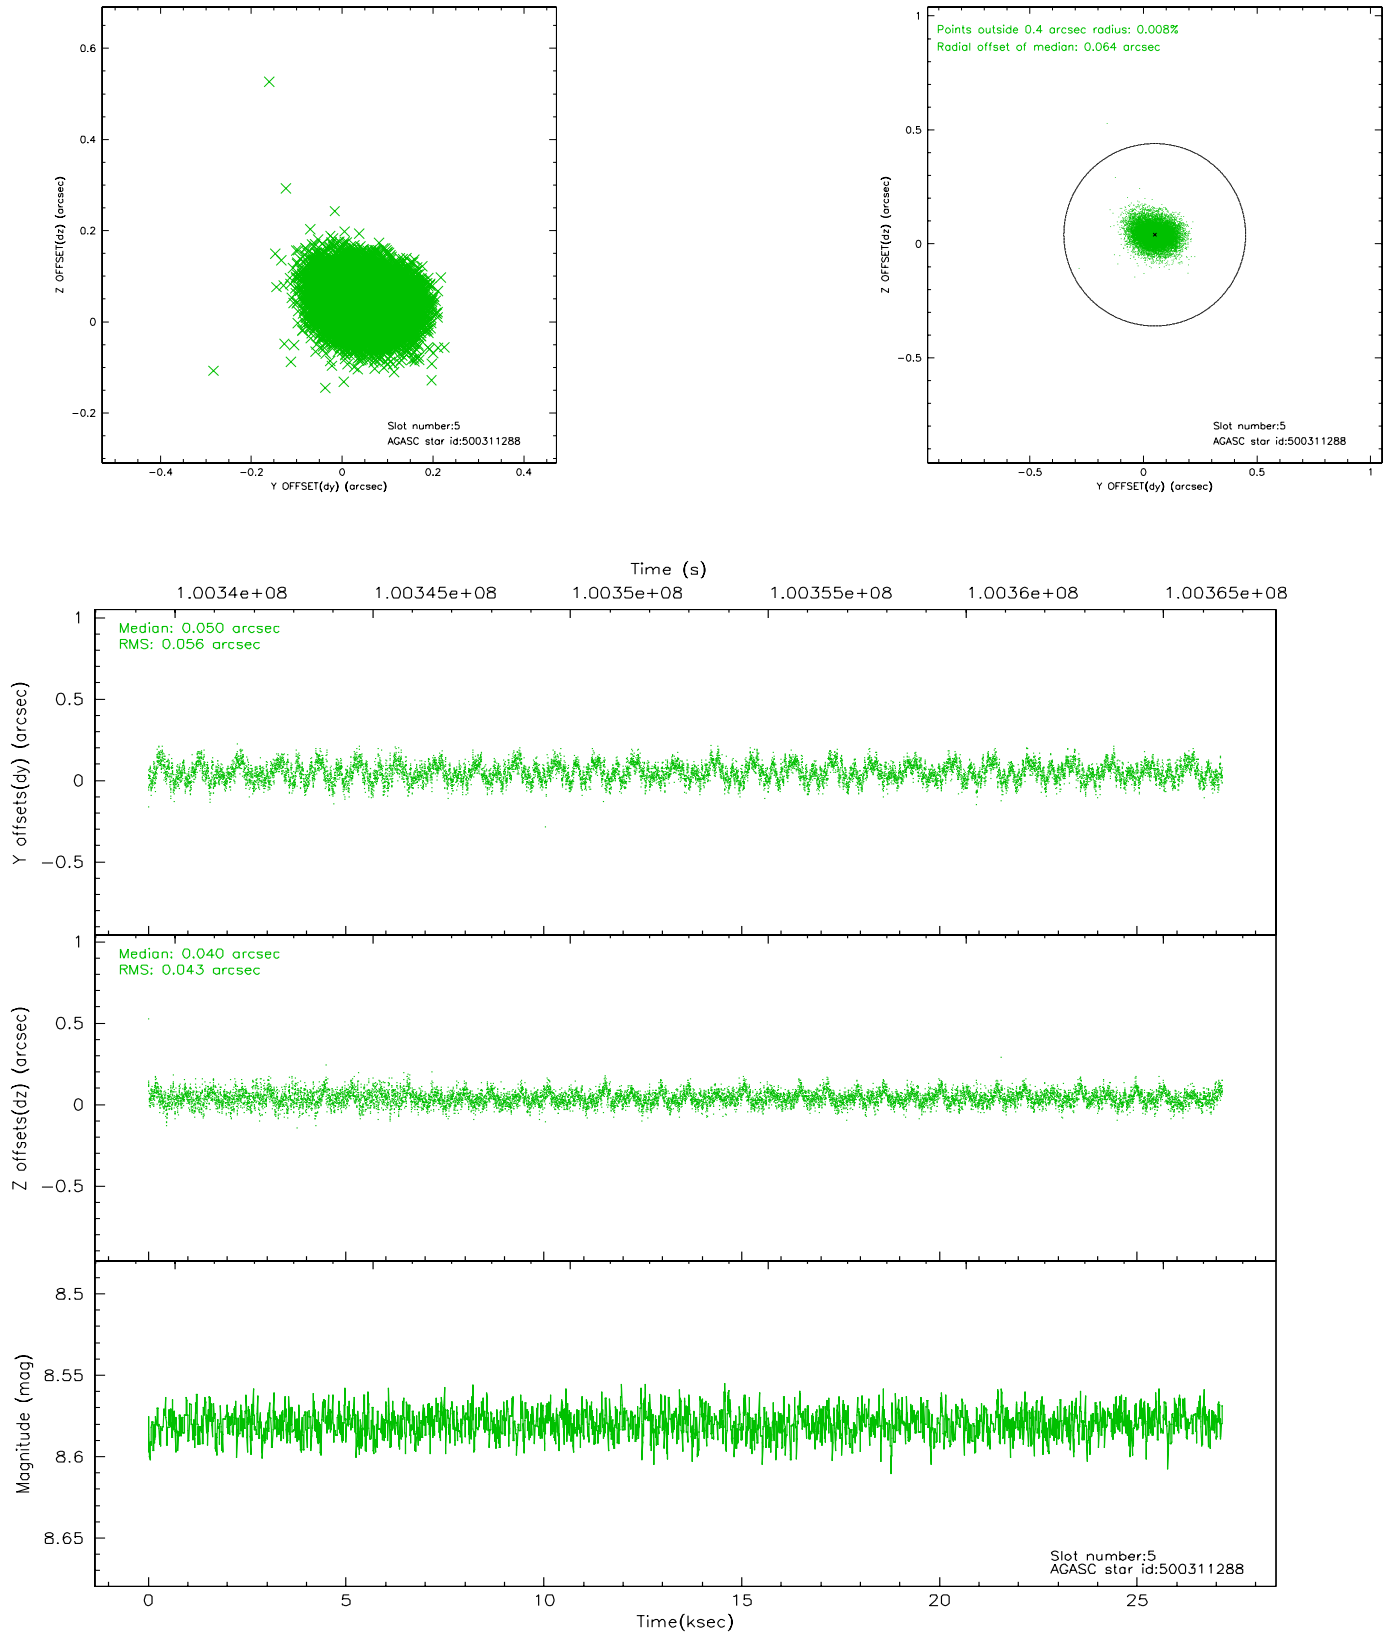 0.6
0.4
0.2
0
−0.2
−0.4
−0.2
0
0.2
0.4
Z OFFSET(dz) (arcsec)
Y OFFSET(dy) (arcsec)
Slot number:5
AGASC star id:500311288
Points outside 0.4 arcsec radius: 0.008%
Radial offset of median: 0.064 arcsec
1
0.5
0
−0.5
−0.5
0
0.5
1
Z OFFSET(dz) (arcsec)
Y OFFSET(dy) (arcsec)
Slot number:5
AGASC star id:500311288
Time (s)
1.0034e+08 1.00345e+08 1.0035e+08 1.00355e+08 1.0036e+08 1.00365e+08
Median: 0.050 arcsec
RMS: 0.056 arcsec
1
0.5
0
−0.5
Y offsets(dy) (arcsec)
Median: 0.040 arcsec
RMS: 0.043 arcsec
1
0.5
0
−0.5
Z offsets(dz) (arcsec)
8.5
8.55
8.6
8.65
Magnitude (mag)
Slot number:5
AGASC star id:500311288
0 5 10 15 20 25
Time(ksec)